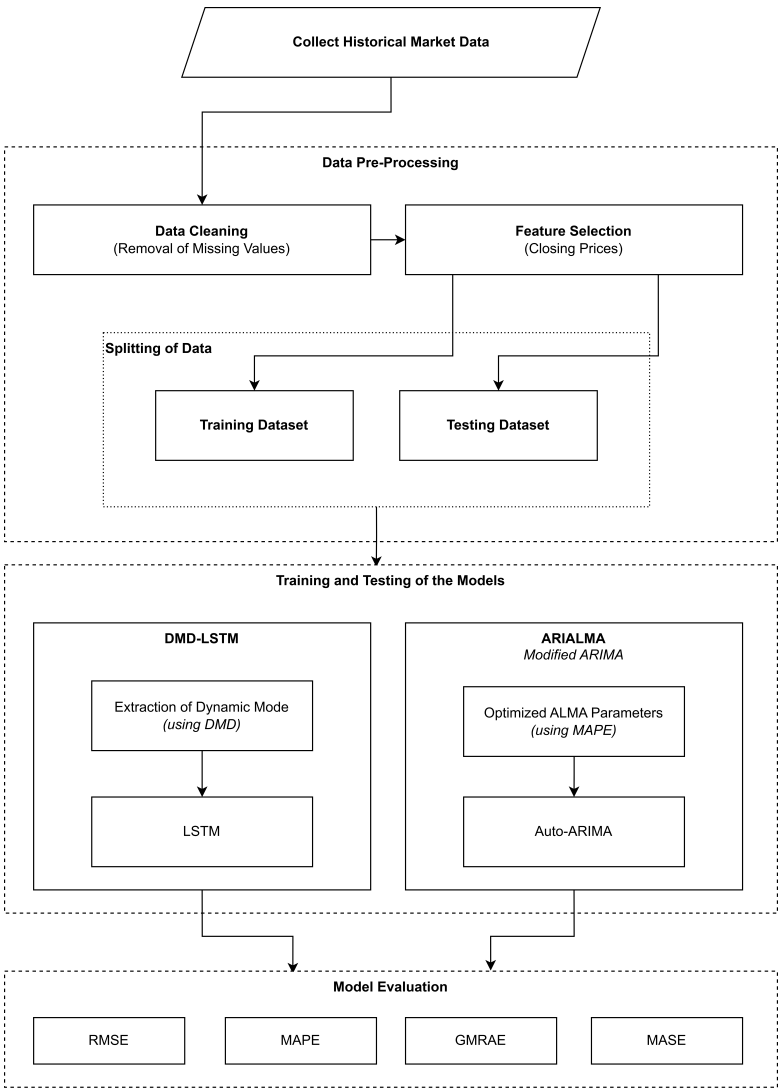 Collect Historical Market Data
Data Pre-Processing
Data Cleaning
(Removal of Missing Values)
Feature Selection
(Closing Prices)
Splitting of Data
Training Dataset
Testing Dataset
Training and Testing of the Models
DMD-LSTM
Extraction of Dynamic Mode
(using DMD)
LSTM
ARIALMA
Modified ARIMA
Optimized ALMA Parameters
(using MAPE)
Auto-ARIMA
Model Evaluation
RMSE
MAPE
GMRAE
MASE